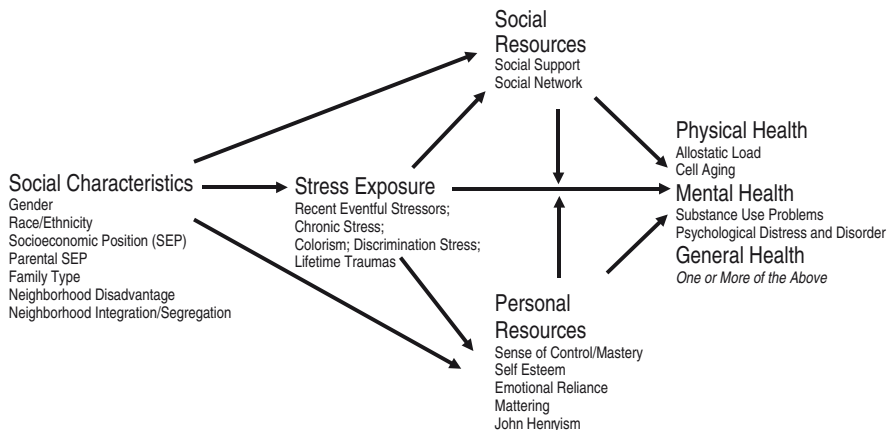 Social
Resources
Social Support
Social Network
Physical Health
Allostatic Load
Cell Aging
Social Characteristics
Gender
Race/Ethnicity
Socioeconomic Position (SEP)
Parental SEP
Family Type
Neighborhood Disadvantage
Neighborhood Integration/Segregation
Stress Exposure
Recent Eventful Stressors;
Chronic Stress;
Colorism; Discrimination Stress;
Lifetime Traumas
Mental Health
Substance Use Problems
Psychological Distress and Disorder
General Health
One or More of the Above
Personal
Resources
Sense of Control/Mastery
Self Esteem
Emotional Reliance
Mattering
John Henryism